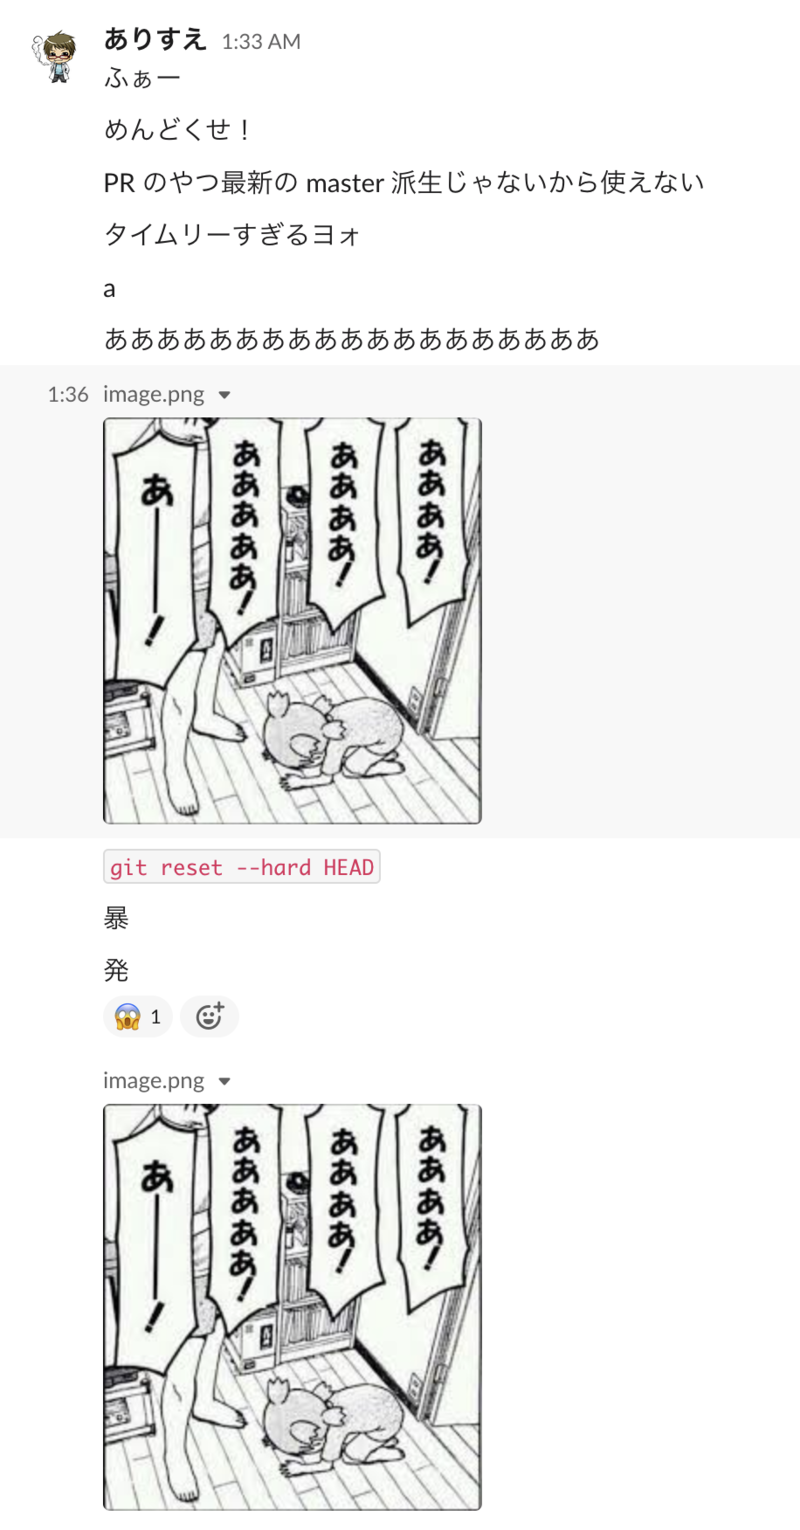 ありすえ 1:33 AM
ふぁー
めんどくせ！
PR のやつ最新の master 派生じゃないから使えない
タイムリーすぎるヨォ
a
あああああああああああああああああああ
1:36 image.png
ああああ！
ああああ！
あああああ！
あーー！
git reset --hard HEAD
暴
発
1
image.png
ああああ！
ああああ！
あああああ！
あーー！